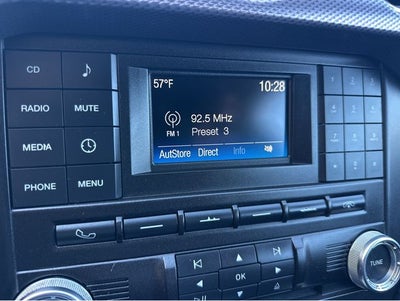 CD
57°F 10:28
RADIO MUTE
92.5 MHz
FM 1 Preset 3
MEDIA
AutStore Direct Info
PHONE MENU
OK
TUNE